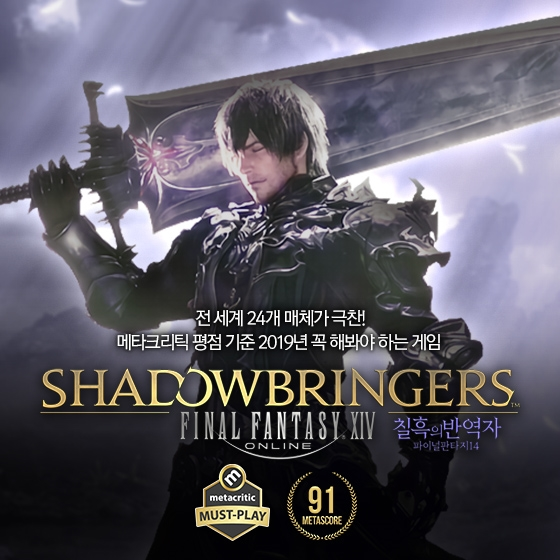 전 세계 24개 매체가 극찬!
메타크리틱 평점 기준 2019년 꼭 해봐야 하는 게임
SHADOWBRINGERS™
FINAL FANTASY® XIV
ONLINE
칠흑의 반역자
파이널판타지14
m
metacritic
MUST-PLAY
91
METASCORE